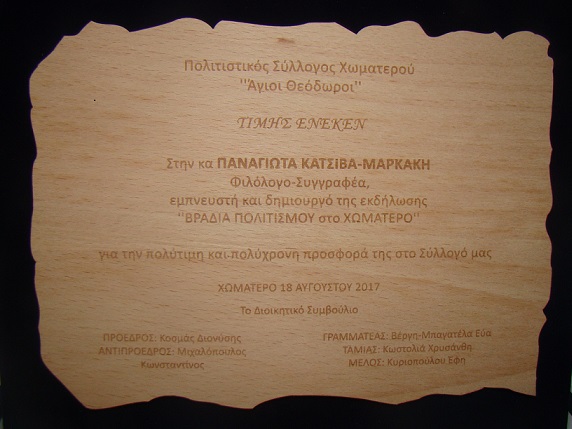 Πολιτιστικός Σύλλογος Χωματερού
"Άγιοι Θεόδωροι"
ΤΙΜΗΣ ΕΝΕΚΕΝ
Στην κα ΠΑΝΑΓΙΩΤΑ ΚΑΤΣίΒΑ-ΜΑΡΚΑΚΗ
Φιλόλογο-Συγγραφέα,
εμπνευστή και δημιουργό της εκδήλωσης
"ΒΡΑΔΙΑ ΠΟΛΙΤΙΣΜΟΥ στο ΧΩΜΑΤΕΡΟ"
για την πολύτιμη και πολύχρονη προσφορά της στο Σύλλογό μας
ΧΩΜΑΤΕΡΟ 18 ΑΥΓΟΥΣΤΟΥ 2017
Το Διοικητικό Συμβούλιο
ΠΡΟΕΔΡΟΣ: Κοσμάς Διονύσης
ΑΝΤΙΠΡΟΕΔΡΟΣ: Μιχαλόπουλος
Κωνσταντίνος
ΓΡΑΜΜΑΤΕΑΣ: Βέργη-Μπαγατέλα Εύα
ΤΑΜΙΑΣ: Κωστολιά Χρυσάνθη
ΜΕΛΟΣ: Κυριοπούλου Έφη